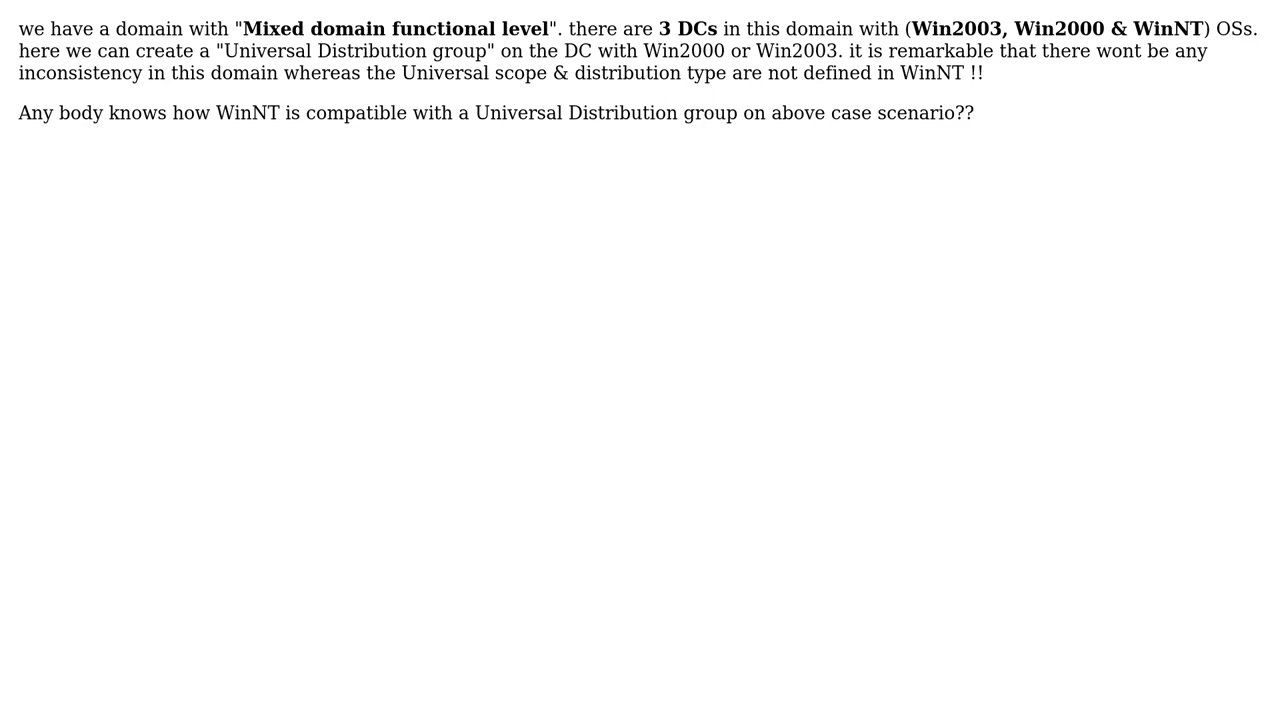 we have a domain with "Mixed domain functional level". there are 3 DCs in this domain with (Win2003, Win2000 & WinNT) OSs.
here we can create a "Universal Distribution group" on the DC with Win2000 or Win2003. it is remarkable that there wont be any
inconsistency in this domain whereas the Universal scope & distribution type are not defined in WinNT !!
Any body knows how WinNT is compatible with a Universal Distribution group on above case scenario??